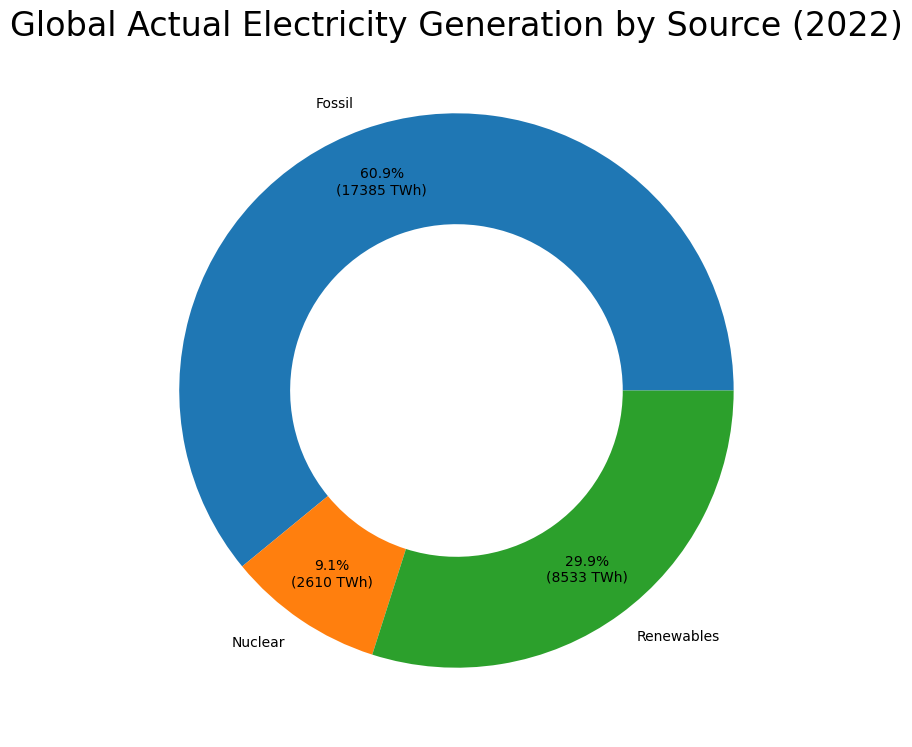 Global Actual Electricity Generation by Source (2022)
Fossil
60.9%
(17385 TWh)
9.1%
(2610 TWh)
Nuclear
29.9%
(8533 TWh)
Renewables